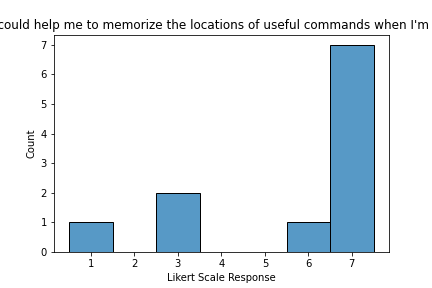 could help me to memorize the locations of useful commands when I'm
7
6
5
4
3
2
1
0
Count
1 2 3 4 5 6 7
Likert Scale Response